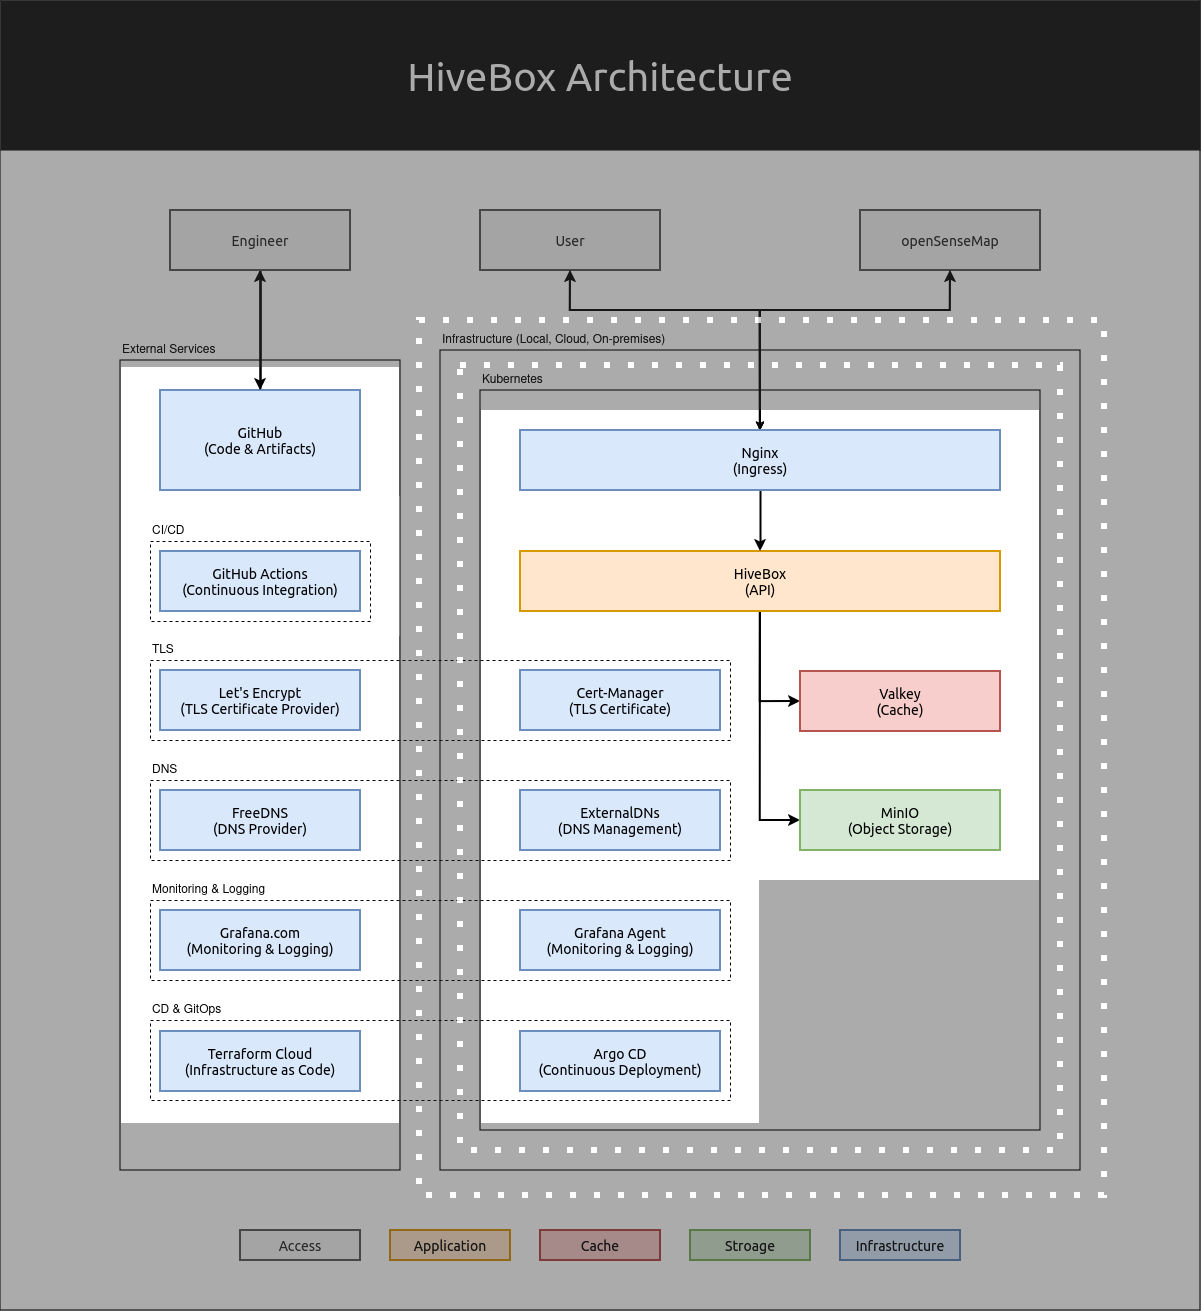 HiveBox Architecture
Engineer
User
openSenseMap
External Services
Infrastructure (Local, Cloud, On-premises)
Kubernetes
GitHub
(Code & Artifacts)
Nginx
(Ingress)
CI/CD
GitHub Actions
(Continuous Integration)
HiveBox
(API)
TLS
Let's Encrypt
(TLS Certificate Provider)
Cert-Manager
(TLS Certificate)
Valkey
(Cache)
DNS
FreeDNS
(DNS Provider)
ExternalDNs
(DNS Management)
MinIO
(Object Storage)
Monitoring & Logging
Grafana.com
(Monitoring & Logging)
Grafana Agent
(Monitoring & Logging)
CD & GitOps
Terraform Cloud
(Infrastructure as Code)
Argo CD
(Continuous Deployment)
Access
Application
Cache
Stroage
Infrastructure